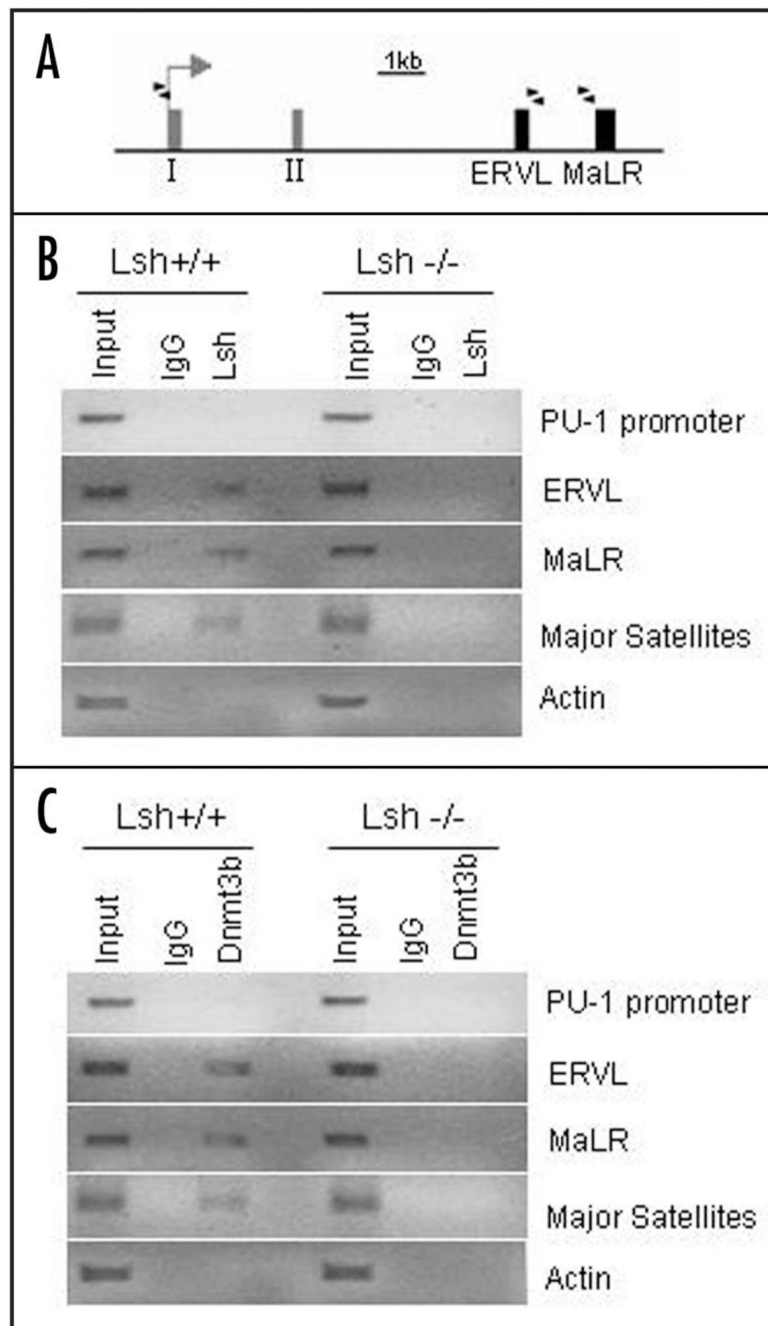 A
1kb
I II ERVL MaLR
B
Lsh+/+ Lsh -/-
Input IgG Lsh Input IgG Lsh
PU-1 promoter
ERVL
MaLR
Major Satellites
Actin
C
Lsh+/+ Lsh -/-
Input IgG Dnmt3b Input IgG Dnmt3b
PU-1 promoter
ERVL
MaLR
Major Satellites
Actin